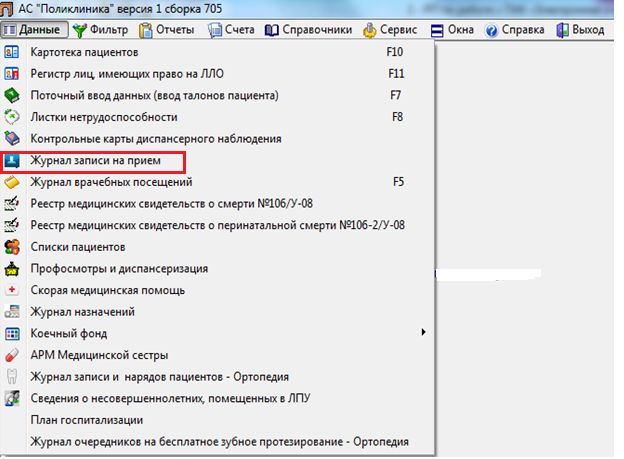 АС "Поликлиника" версия 1 сборка 705
Данные Фильтр Отчеты Счета Справочники Сервис Окна Справка Выход
Картотека пациентов F10
Регистр лиц, имеющих право на ЛЛО F11
Поточный ввод данных (ввод талонов пациента) F7
Листки нетрудоспособности F8
Контрольные карты диспансерного наблюдения
Журнал записи на прием
Журнал врачебных посещений F5
Реестр медицинских свидетельств о смерти №106/У-08
Реестр медицинских свидетельств о перинатальной смерти №106-2/У-08
Списки пациентов
Профосмотры и диспансеризация
Скорая медицинская помощь
Журнал назначений
Коечный фонд
АРМ Медицинской сестры
Журнал записи и нарядов пациентов - Ортопедия
Сведения о несовершеннолетних, помещенных в ЛПУ
План госпитализации
Журнал очередников на бесплатное зубное протезирование - Ортопедия